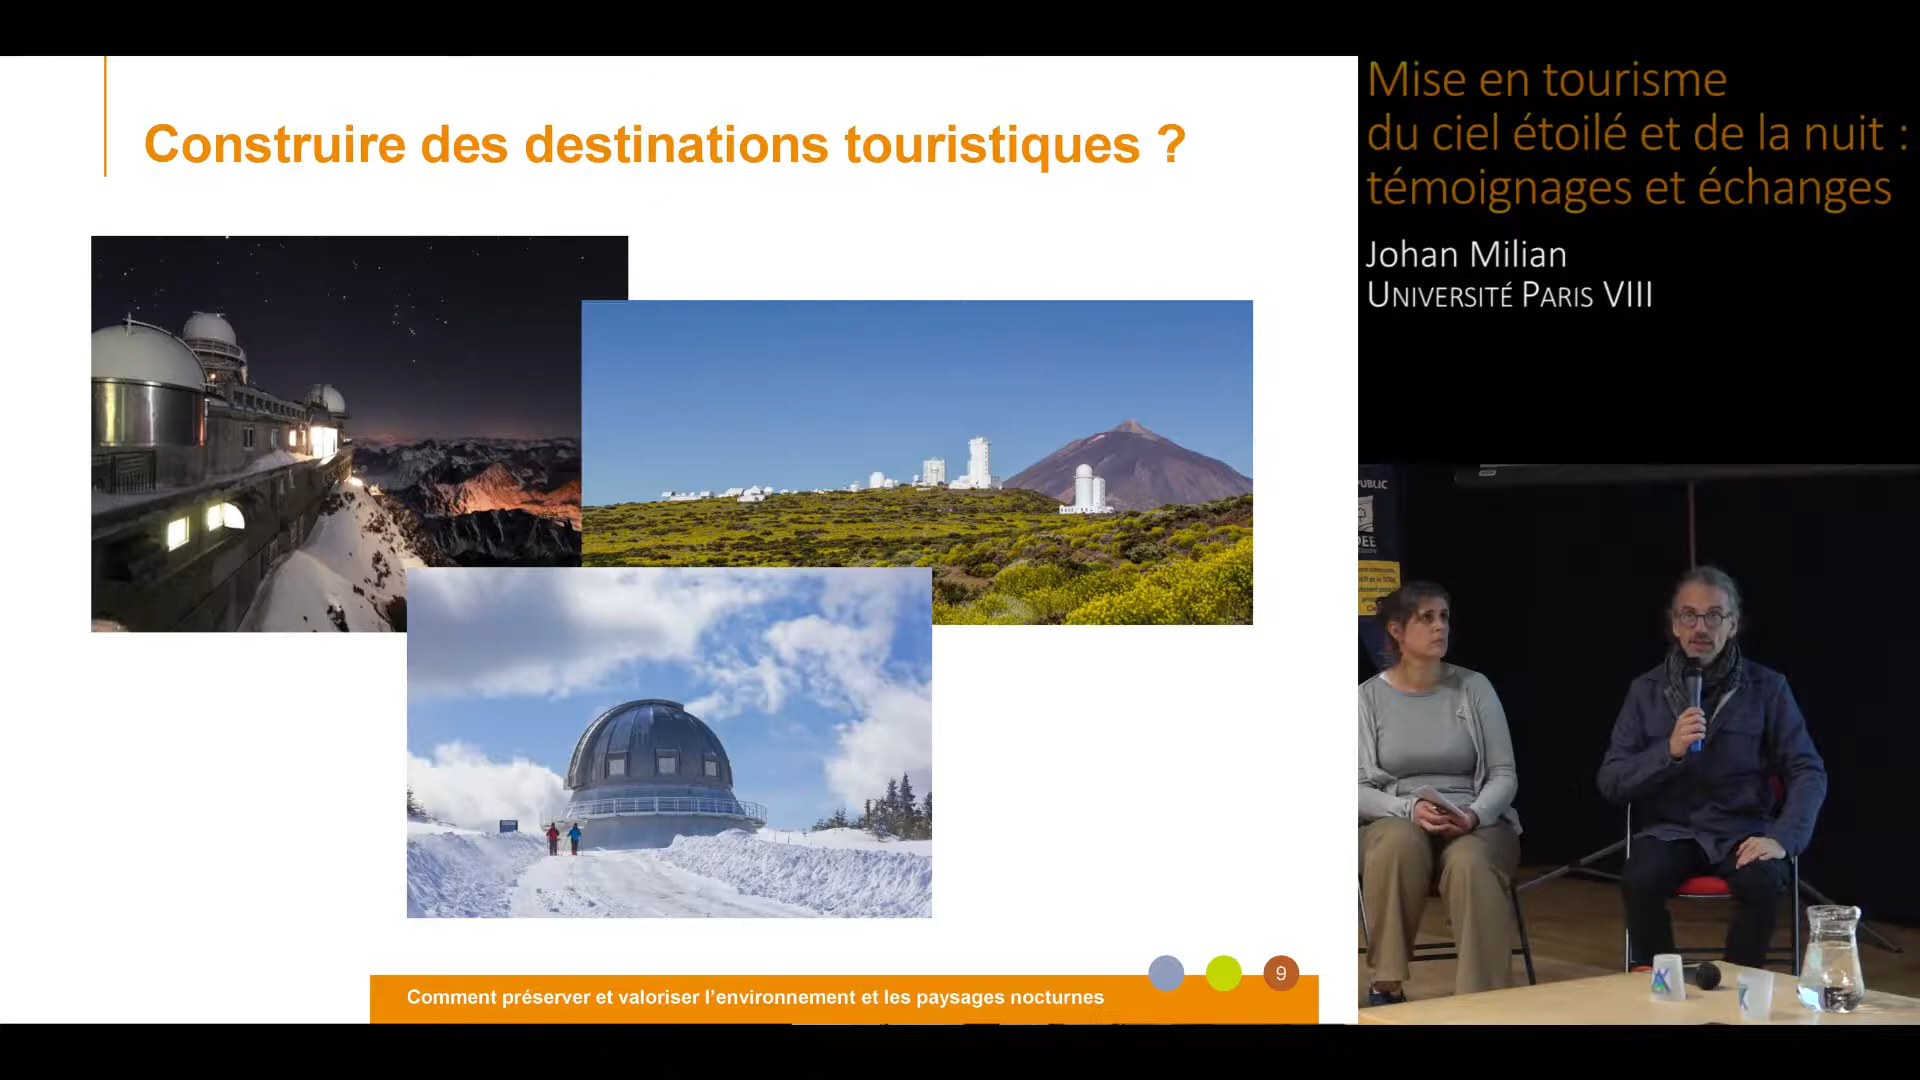 Construire des destinations touristiques ?
Mise en tourisme
du ciel étoilé et de la nuit :
témoignages et échanges
Johan Milian
UNIVERSITÉ PARIS VIII
PUBLIC
9
Comment préserver et valoriser l'environnement et les paysages nocturnes